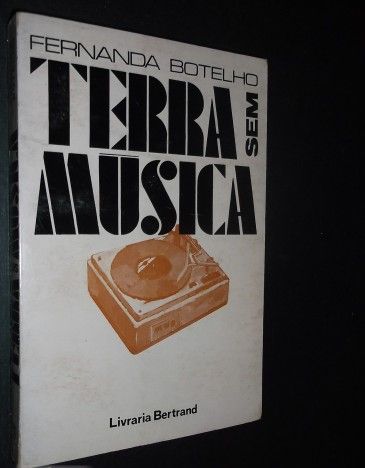 FERNANDA BOTELHO
TERRA
SEM
MÚSICA
Livraria Bertrand